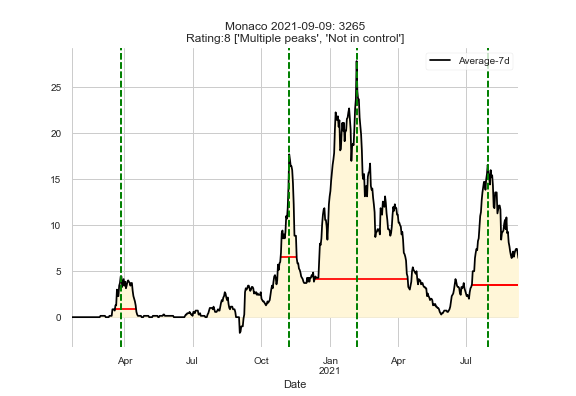 Monaco 2021-09-09: 3265
Rating:8 ['Multiple peaks', 'Not in control']
Average-7d
25
20
15
10
5
0
Apr
Jul
Oct
Jan
2021
Apr
Jul
Date